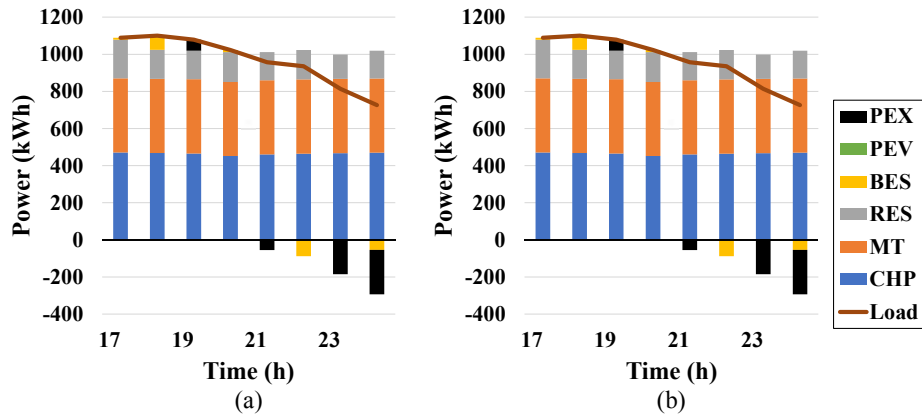 1200
1000
800
600
400
200
0
-200
-400
Power (kWh)
17 19 21 23
Time (h)
(a)
1200
1000
800
600
400
200
0
-200
-400
Power (kWh)
17 19 21 23
Time (h)
(b)
PEX
PEV
BES
RES
MT
CHP
Load